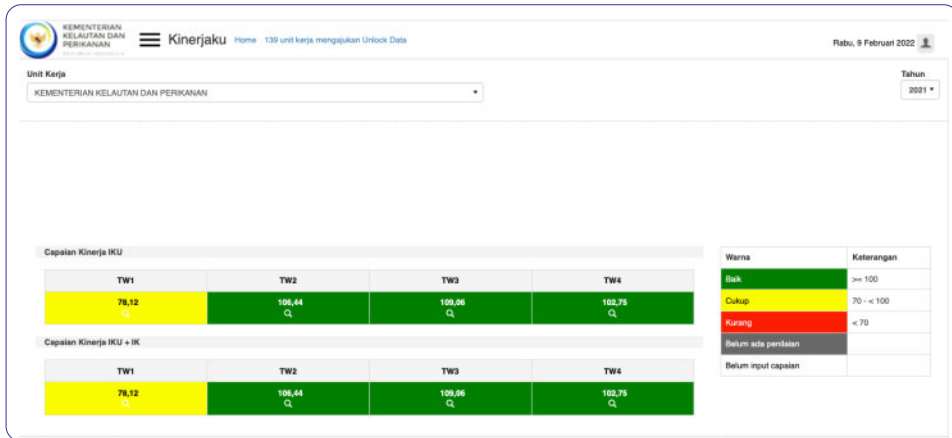 KEMENTERIAN
KELAUTAN DAN
PERIKANAN
REPUBLIK INDONESIA
Kinerjaku Home 139 unit kerja mengajukan Unlock Data
Rabu, 9 Februari 2022
Unit Kerja
Tahun
KEMENTERIAN KELAUTAN DAN PERIKANAN
2021
Capaian Kinerja IKU
TW1 TW2 TW3 TW4
78,12 106,44 109,06 102,75
Capaian Kinerja IKU + IK
TW1 TW2 TW3 TW4
78,12 106,44 109,06 102,75
Warna Keterangan
Baik >= 100
Cukup 70 - < 100
Kurang < 70
Belum ada penilaian
Belum input capaian